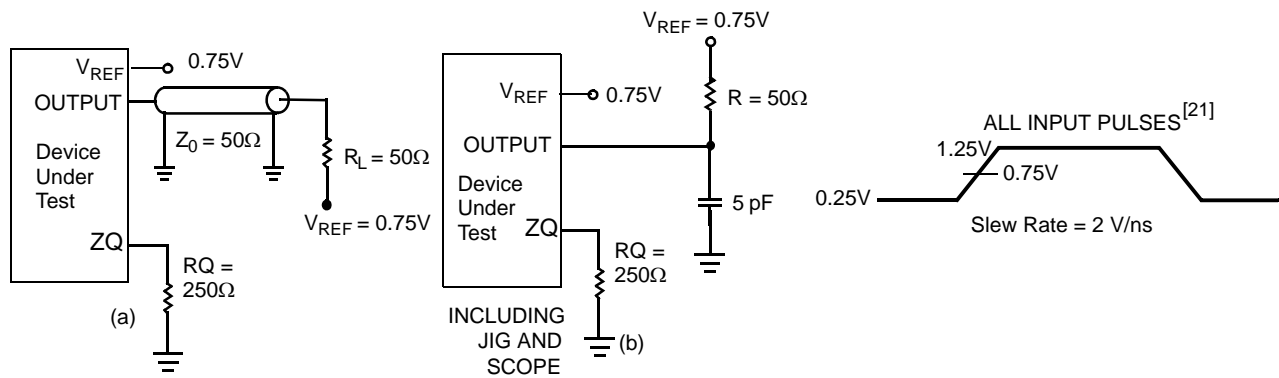 V_REF 0.75V
OUTPUT
Z_0 = 50Ω
Device
Under
Test
R_L = 50Ω
V_REF = 0.75V
ZQ
RQ =
250Ω
(a)
V_REF = 0.75V
R = 50Ω
V_REF 0.75V
OUTPUT
Device
Under
Test
5 pF
ZQ
RQ =
250Ω
INCLUDING
JIG AND
SCOPE
(b)
ALL INPUT PULSES[21]
1.25V
0.75V
0.25V
Slew Rate = 2 V/ns